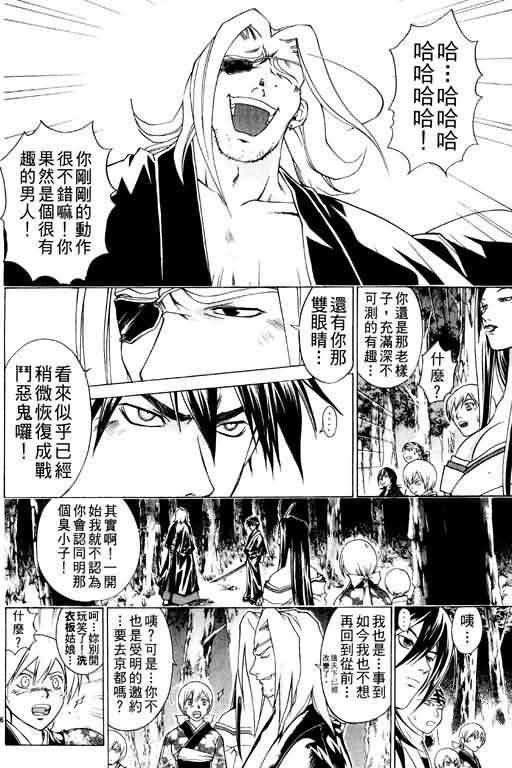 哈…哈哈哈
哈哈哈哈
哈哈！
你剛剛的動作
很不錯嘛！你
果然是個很有
趣的男人！
你還是那老樣
子，充滿深不
可測的有趣…
什麼？
還有你那
雙眼睛…
…
看來似乎已經
稍微恢復成戰
鬥惡鬼囉！
其實啊！一開
始我就不認為
你會認同明那
個臭小子！
咦…
我也是…事到
如今我也不想
再回到從前…
改變了…
咦？可是…你不
也是受明的邀約
…要去京都嗎？
呵…妳別開
玩笑了！洗
衣板姑娘…
什麼！